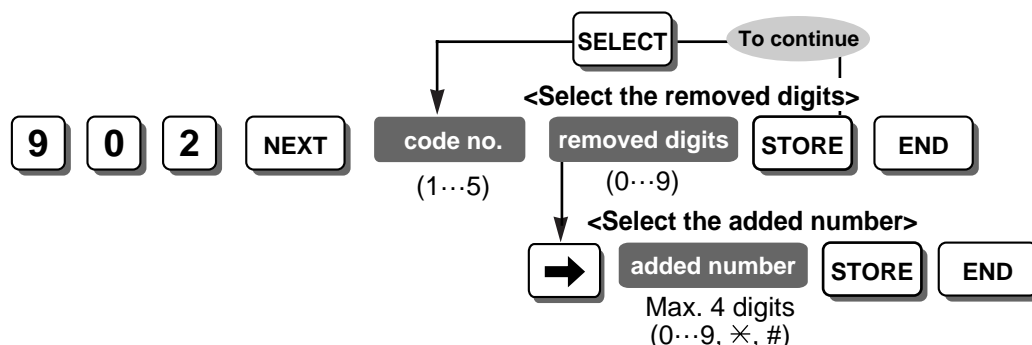 SELECT To continue
<Select the removed digits>
9 0 2 NEXT code no. removed digits STORE END
(1···5) (0···9)
<Select the added number>
➡ added number STORE END
Max. 4 digits
(0···9, ✳, #)